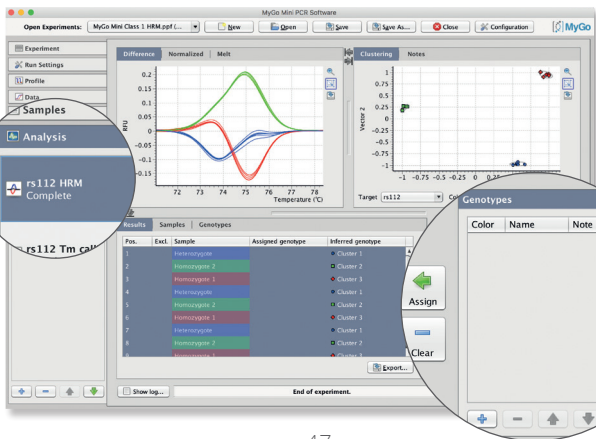 MyGo Mini PCR Software
Open Experiments: MyGo Mini Class 1 HRM.ppf (... New Open Save Save As... Close Configuration MyGo
Experiment
Run Settings
Profile
Data
Samples
Analysis
rs112 HRM
Complete
rs112 Tm call
Difference Normalized Melt
0.2
0.15
0.1
0.05
0
-0.05
-0.1
-0.15
RFU
72 73 74 75 76 77 78
Temperature (°C)
Clustering Notes
1
0.75
0.5
0.25
0
-0.25
-0.5
-0.75
-1
Vector 2
-1 -0.75 -0.5 -0.25 0 0.25
Target rs112
Results Samples Genotypes
Pos. Excl. Sample Assigned genotype Inferred genotype
1 Heterozygote Cluster 1
2 Homozygote 2 Cluster 2
3 Homozygote 1 Cluster 3
4 Heterozygote Cluster 1
5 Homozygote 2 Cluster 2
6 Homozygote 1 Cluster 3
7 Heterozygote Cluster 1
8 Homozygote 2 Cluster 2
9 Homozygote 1 Cluster 3
Export...
Show log... End of experiment.
Assign
Clear
Genotypes
Color Name Note